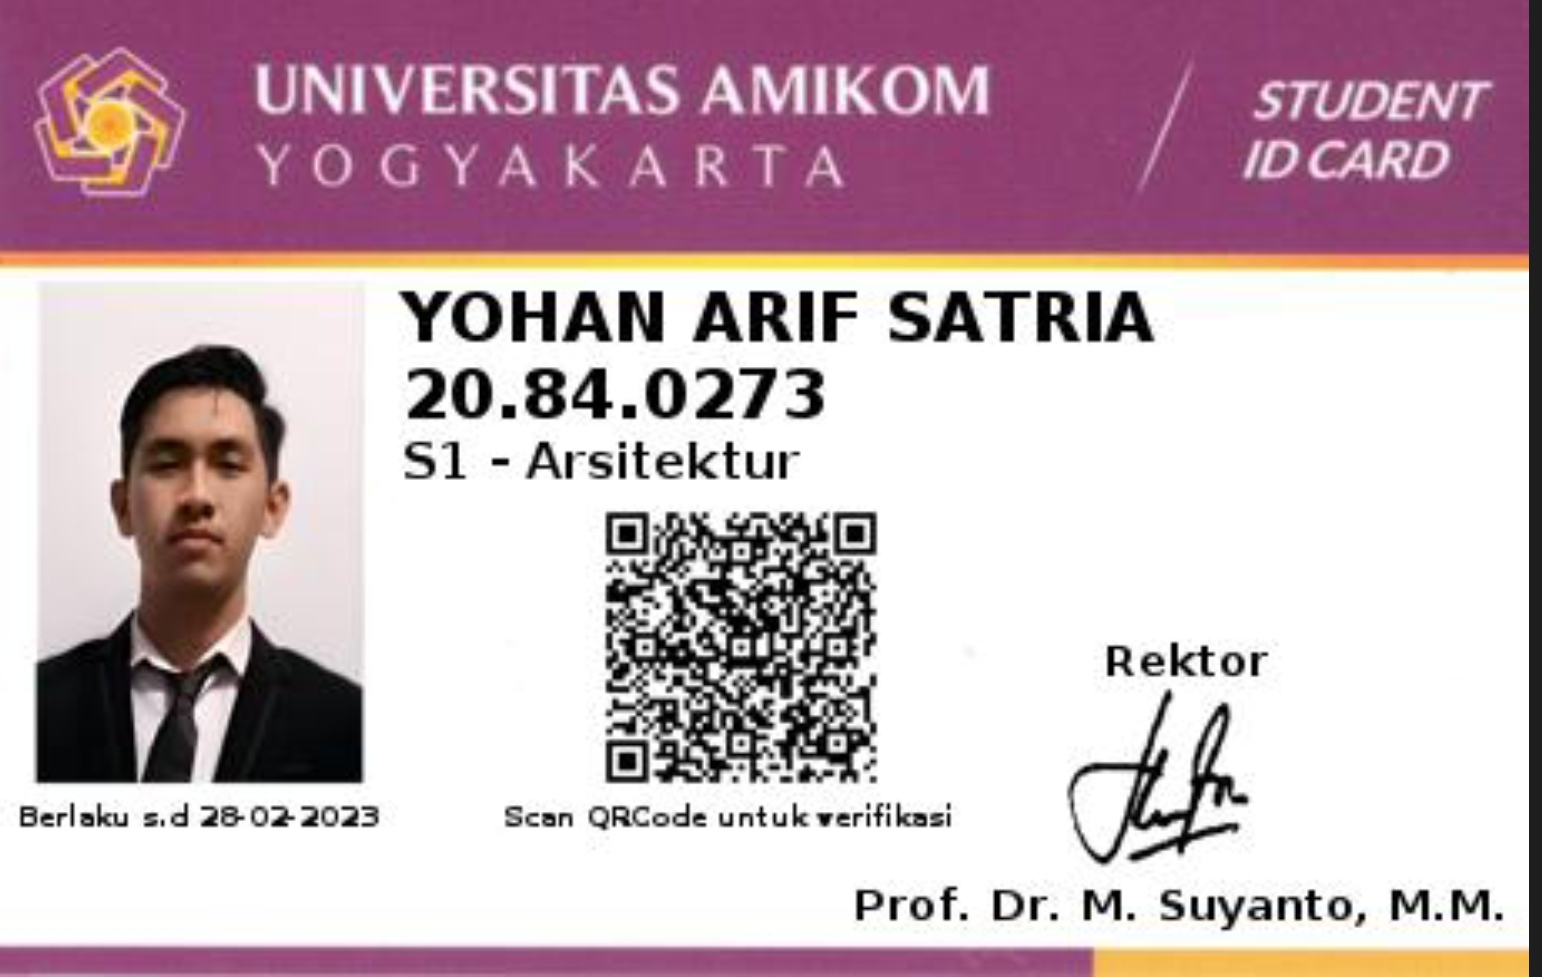 UNIVERSITAS AMIKOM
YOGYAKARTA
STUDENT
ID CARD
YOHAN ARIF SATRIA
20.84.0273
S1 - Arsitektur
Berlaku s.d 28-02-2023
Scan QRCode untuk verifikasi
Rektor
Prof. Dr. M. Suyanto, M.M.